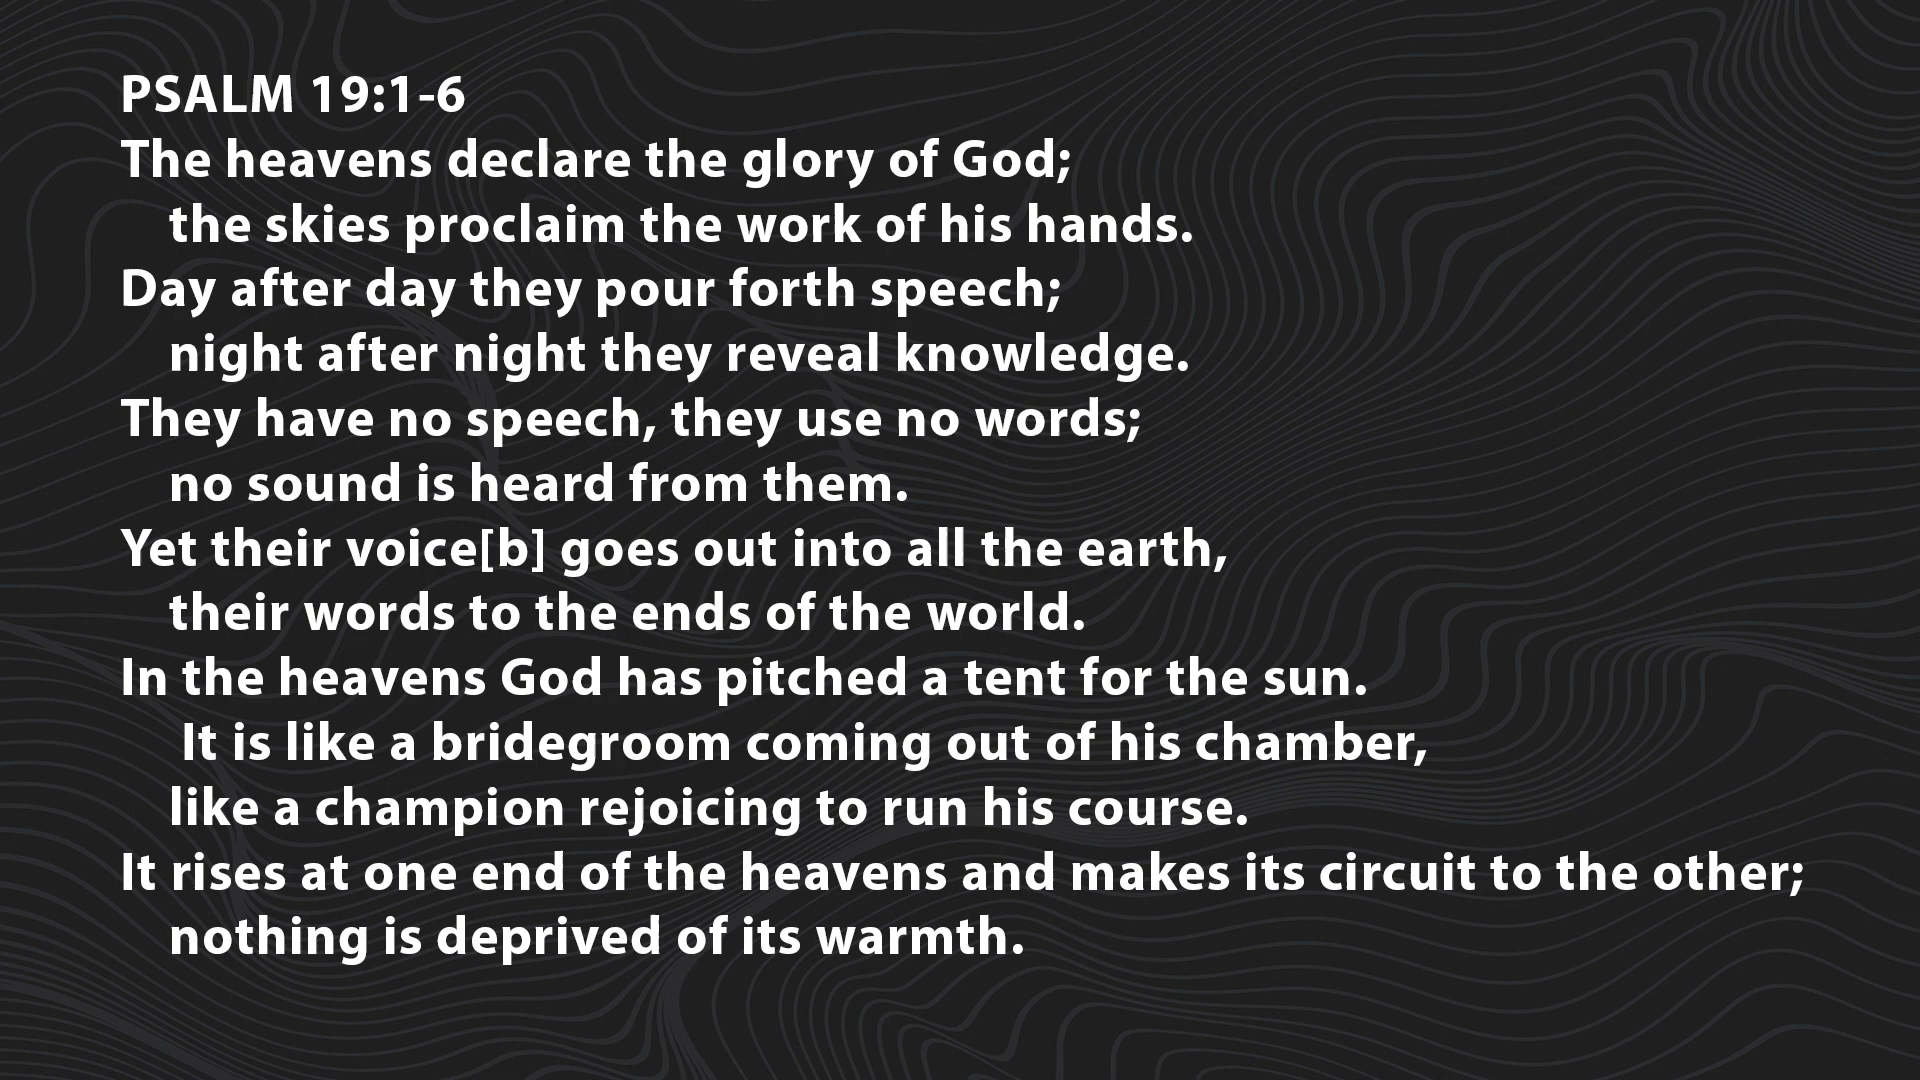 PSALM 19:1-6
The heavens declare the glory of God;
the skies proclaim the work of his hands.
Day after day they pour forth speech;
night after night they reveal knowledge.
They have no speech, they use no words;
no sound is heard from them.
Yet their voice[b] goes out into all the earth,
their words to the ends of the world.
In the heavens God has pitched a tent for the sun.
It is like a bridegroom coming out of his chamber,
like a champion rejoicing to run his course.
It rises at one end of the heavens and makes its circuit to the other;
nothing is deprived of its warmth.